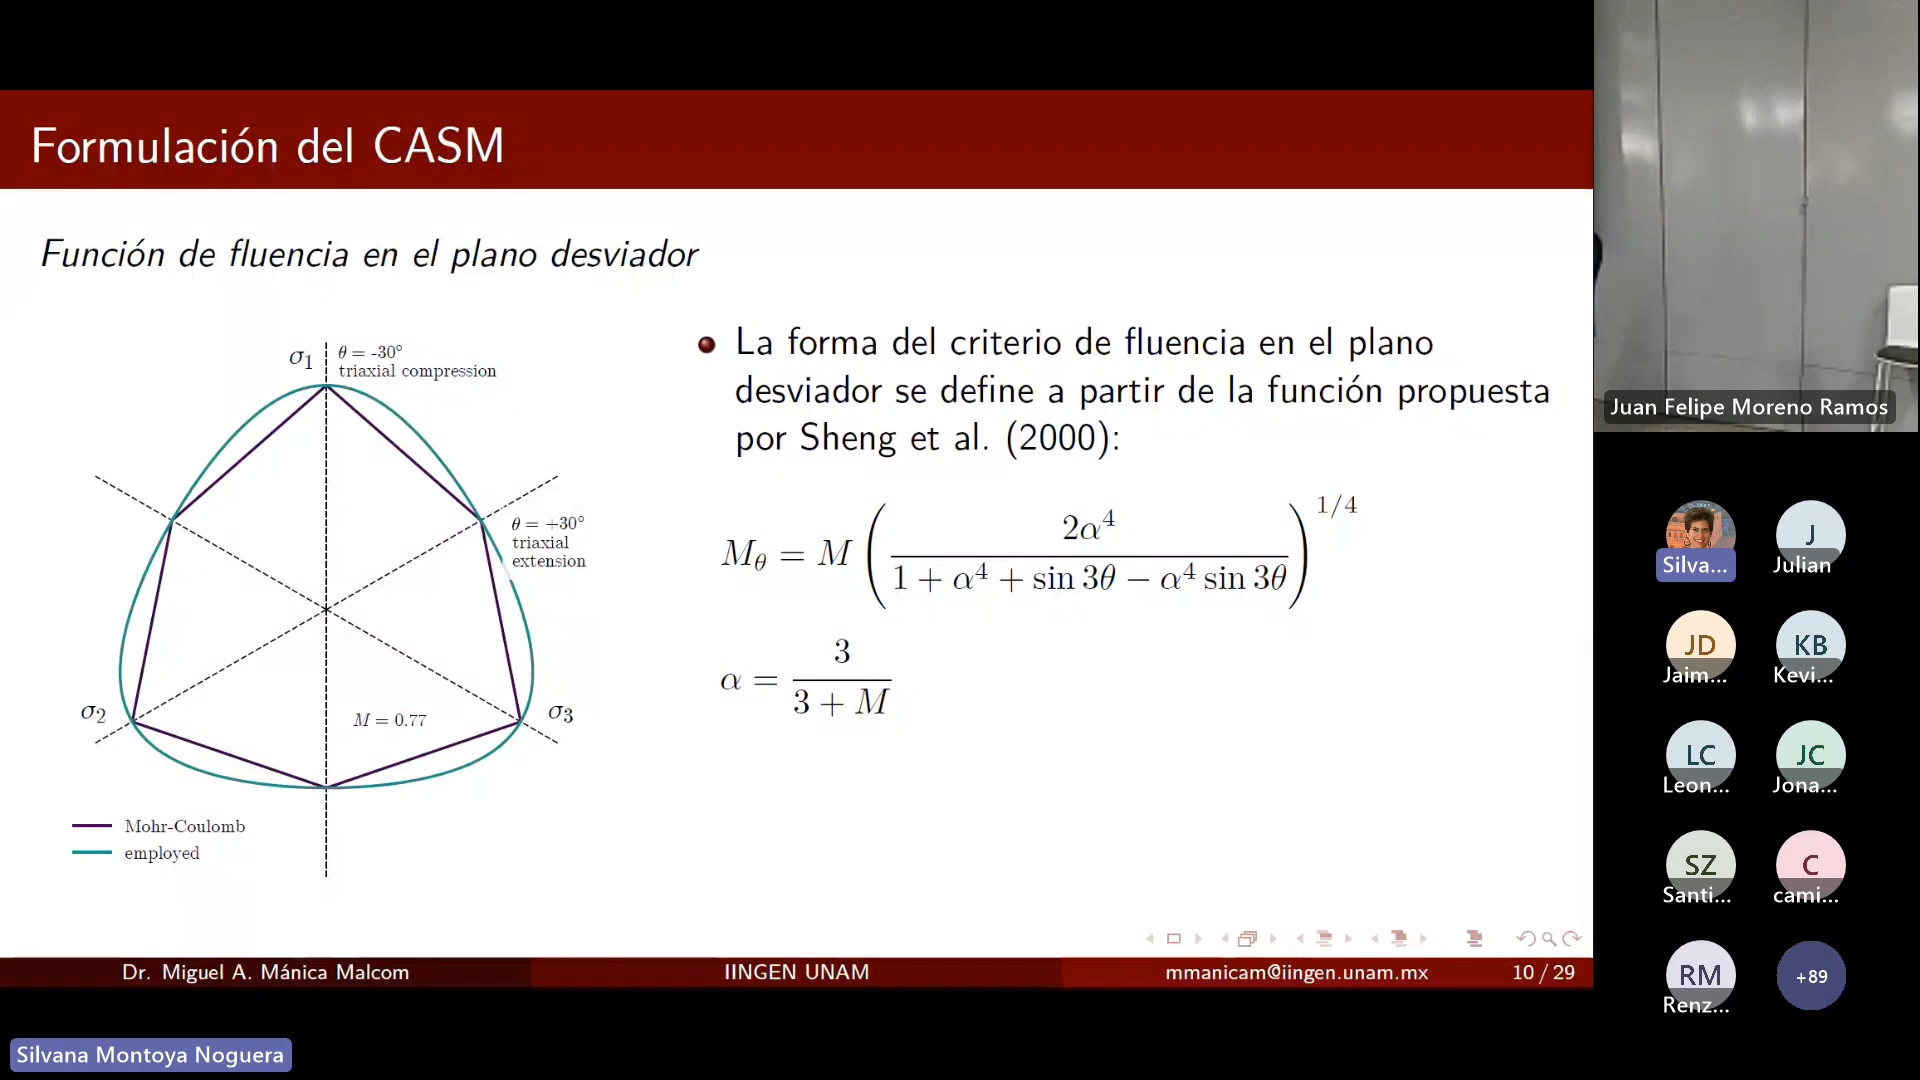 Formulación del CASM
Función de fluencia en el plano desviador
σ1
θ = -30°
triaxial compression
θ = +30°
triaxial
extension
σ2
σ3
M = 0.77
Mohr-Coulomb
employed
La forma del criterio de fluencia en el plano
desviador se define a partir de la función propuesta
por Sheng et al. (2000):
Mθ = M ( 2α⁴ / (1 + α⁴ + sin 3θ − α⁴ sin 3θ) )^1/4
α = 3 / (3 + M)
Dr. Miguel A. Mánica Malcom
IINGEN UNAM
mmanicam@iingen.unam.mx
10 / 29
Juan Felipe Moreno Ramos
Silva...
J
Julian
JD
Jaim...
KB
Kevi...
LC
Leon...
JC
Jona...
SZ
Santi...
C
cami...
RM
Renz...
+89
Silvana Montoya Noguera